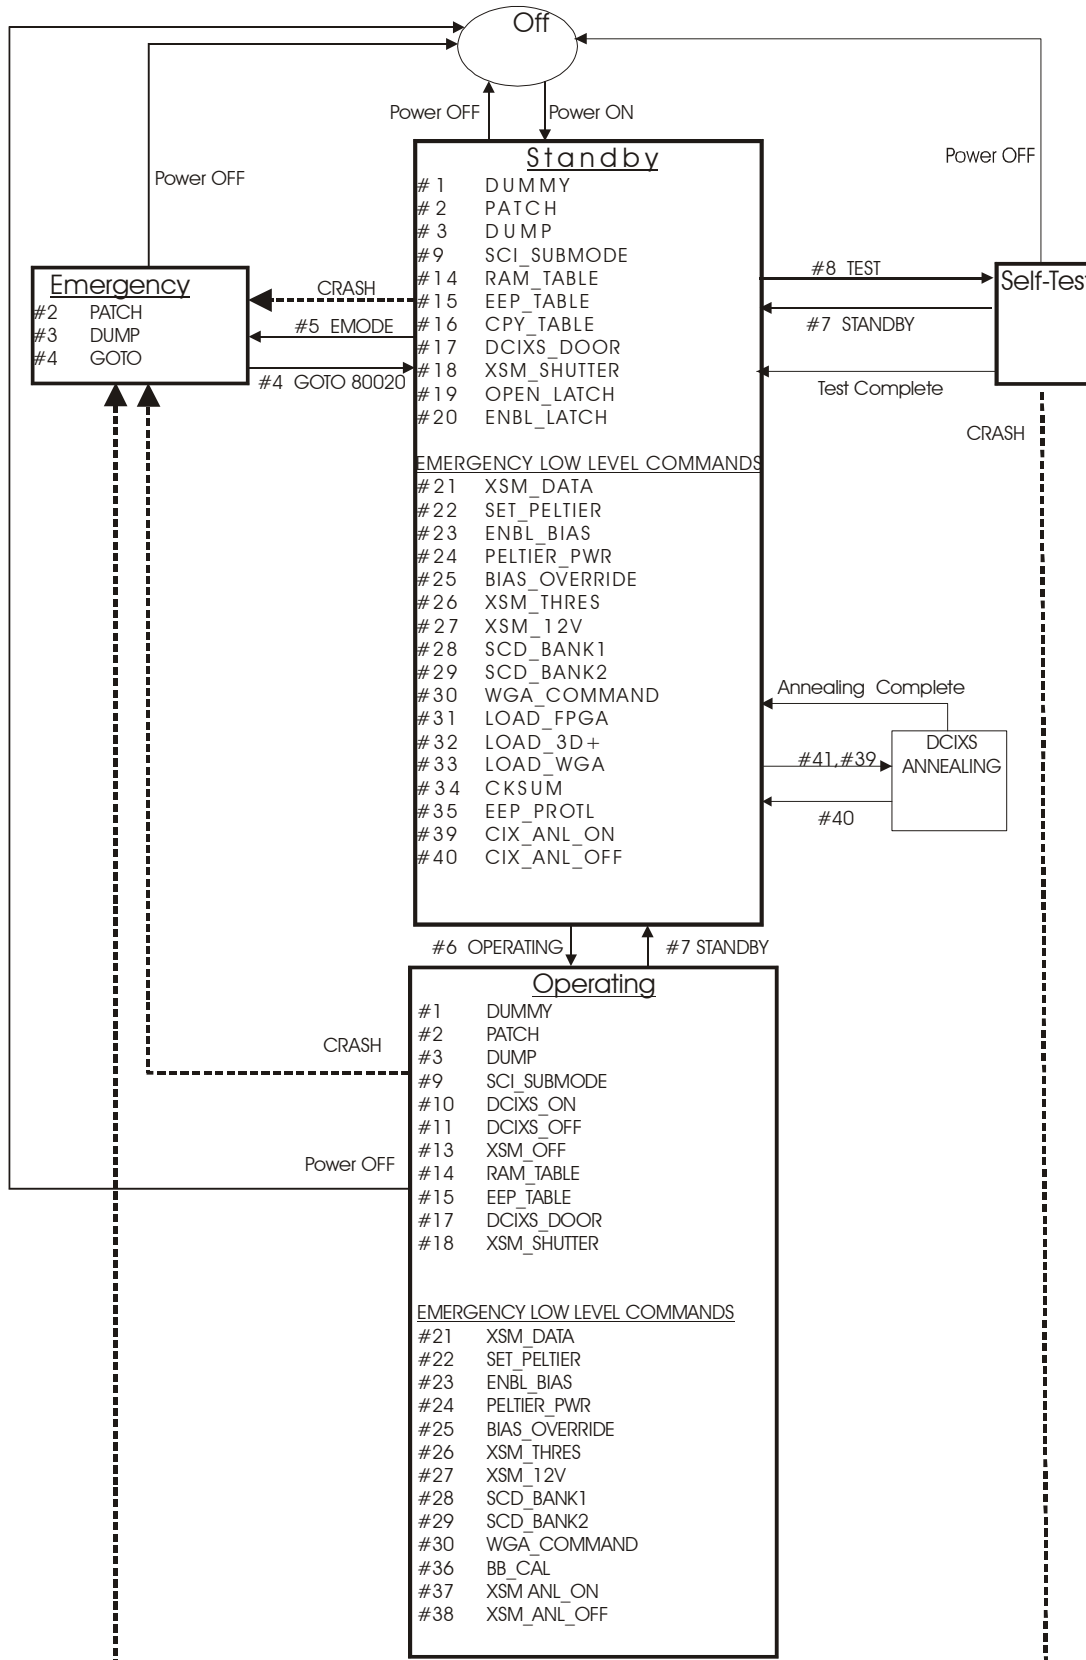 Off
Power OFF
Power ON
Power OFF
Power OFF
Standby
#1 DUMMY
#2 PATCH
#3 DUMP
#9 SCI_SUBMODE
#14 RAM_TABLE
#15 EEP_TABLE
#16 CPY_TABLE
#17 DCIXS_DOOR
#18 XSM_SHUTTER
#19 OPEN_LATCH
#20 ENBL_LATCH
EMERGENCY LOW LEVEL COMMANDS
#21 XSM_DATA
#22 SET_PELTIER
#23 ENBL_BIAS
#24 PELTIER_PWR
#25 BIAS_OVERRIDE
#26 XSM_THRES
#27 XSM_12V
#28 SCD_BANK1
#29 SCD_BANK2
#30 WGA_COMMAND
#31 LOAD_FPGA
#32 LOAD_3D+
#33 LOAD_WGA
#34 CKSUM
#35 EEP_PROTL
#39 CIX_ANL_ON
#40 CIX_ANL_OFF
Emergency
#2 PATCH
#3 DUMP
#4 GOTO
CRASH
#5 EMODE
#4 GOTO 80020
#8 TEST
#7 STANDBY
Test Complete
Self-Test
CRASH
Annealing Complete
#41,#39
#40
DCIXS
ANNEALING
#6 OPERATING
#7 STANDBY
Operating
#1 DUMMY
#2 PATCH
#3 DUMP
#9 SCI_SUBMODE
#10 DCIXS_ON
#11 DCIXS_OFF
#13 XSM_OFF
#14 RAM_TABLE
#15 EEP_TABLE
#17 DCIXS_DOOR
#18 XSM_SHUTTER
EMERGENCY LOW LEVEL COMMANDS
#21 XSM_DATA
#22 SET_PELTIER
#23 ENBL_BIAS
#24 PELTIER_PWR
#25 BIAS_OVERRIDE
#26 XSM_THRES
#27 XSM_12V
#28 SCD_BANK1
#29 SCD_BANK2
#30 WGA_COMMAND
#36 BB_CAL
#37 XSM ANL_ON
#38 XSM_ANL_OFF
CRASH
Power OFF